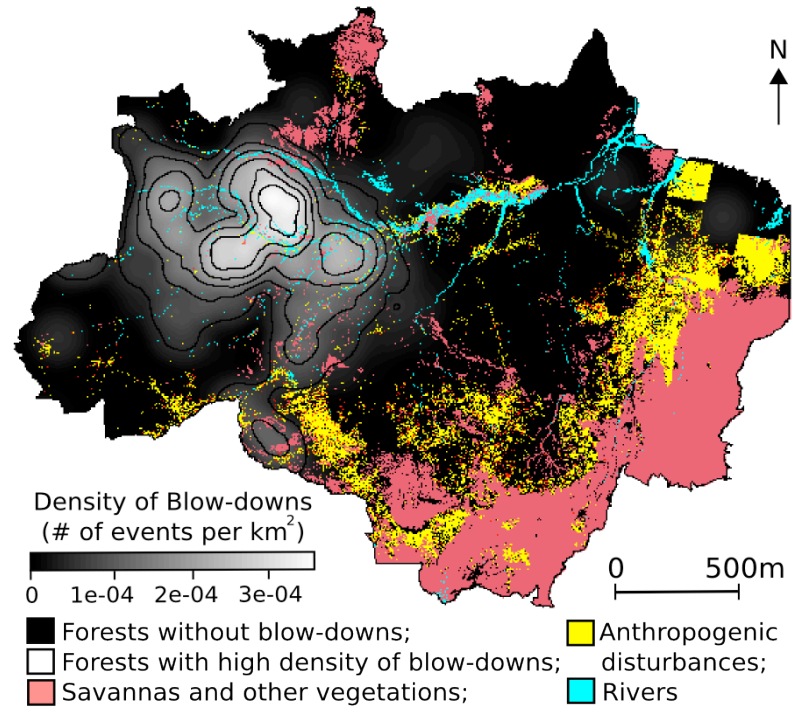 N
Density of Blow-downs
(# of events per km²)
0 1e-04 2e-04 3e-04
0 500m
Forests without blow-downs;
Forests with high density of blow-downs;
Savannas and other vegetations;
Anthropogenic
disturbances;
Rivers